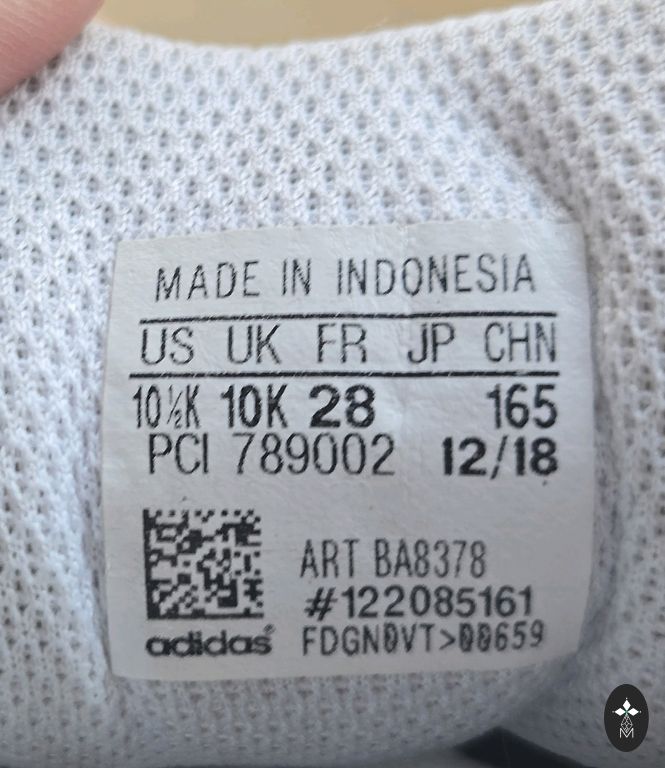 MADE IN INDONESIA
US UK FR JP CHN
10½K 10K 28 165
PCI 789002 12/18
ART BA8378
#122085161
adidas® FDGN0VT>00659
M